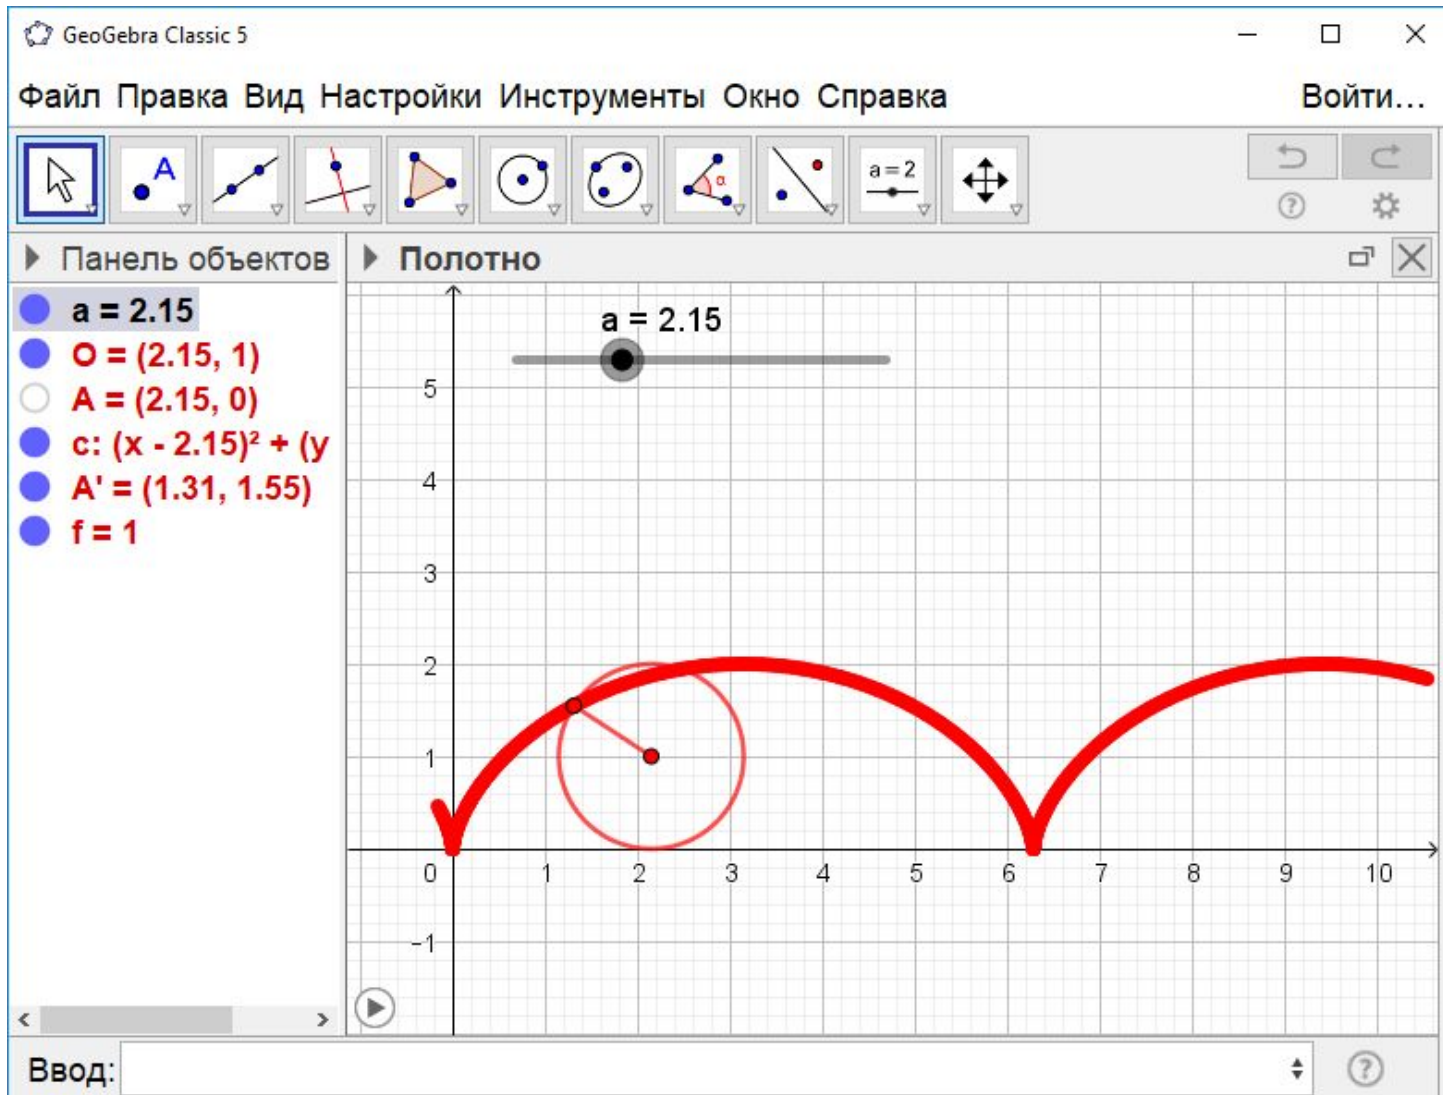 GeoGebra Classic 5
Файл Правка Вид Настройки Инструменты Окно Справка Войти...
A
α
a = 2
Панель объектов
Полотно
a = 2.15
O = (2.15, 1)
A = (2.15, 0)
c: (x - 2.15)² + (y
A' = (1.31, 1.55)
f = 1
a = 2.15
5
4
3
2
1
0 1 2 3 4 5 6 7 8 9 10
−1
Ввод: